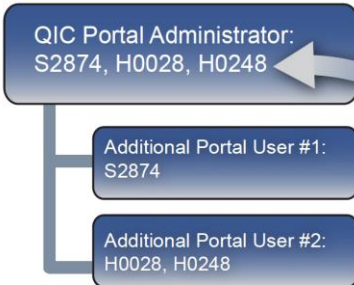 QIC Portal Administrator:
S2874, H0028, H0248
Additional Portal User #1:
S2874
Additional Portal User #2:
H0028, H0248